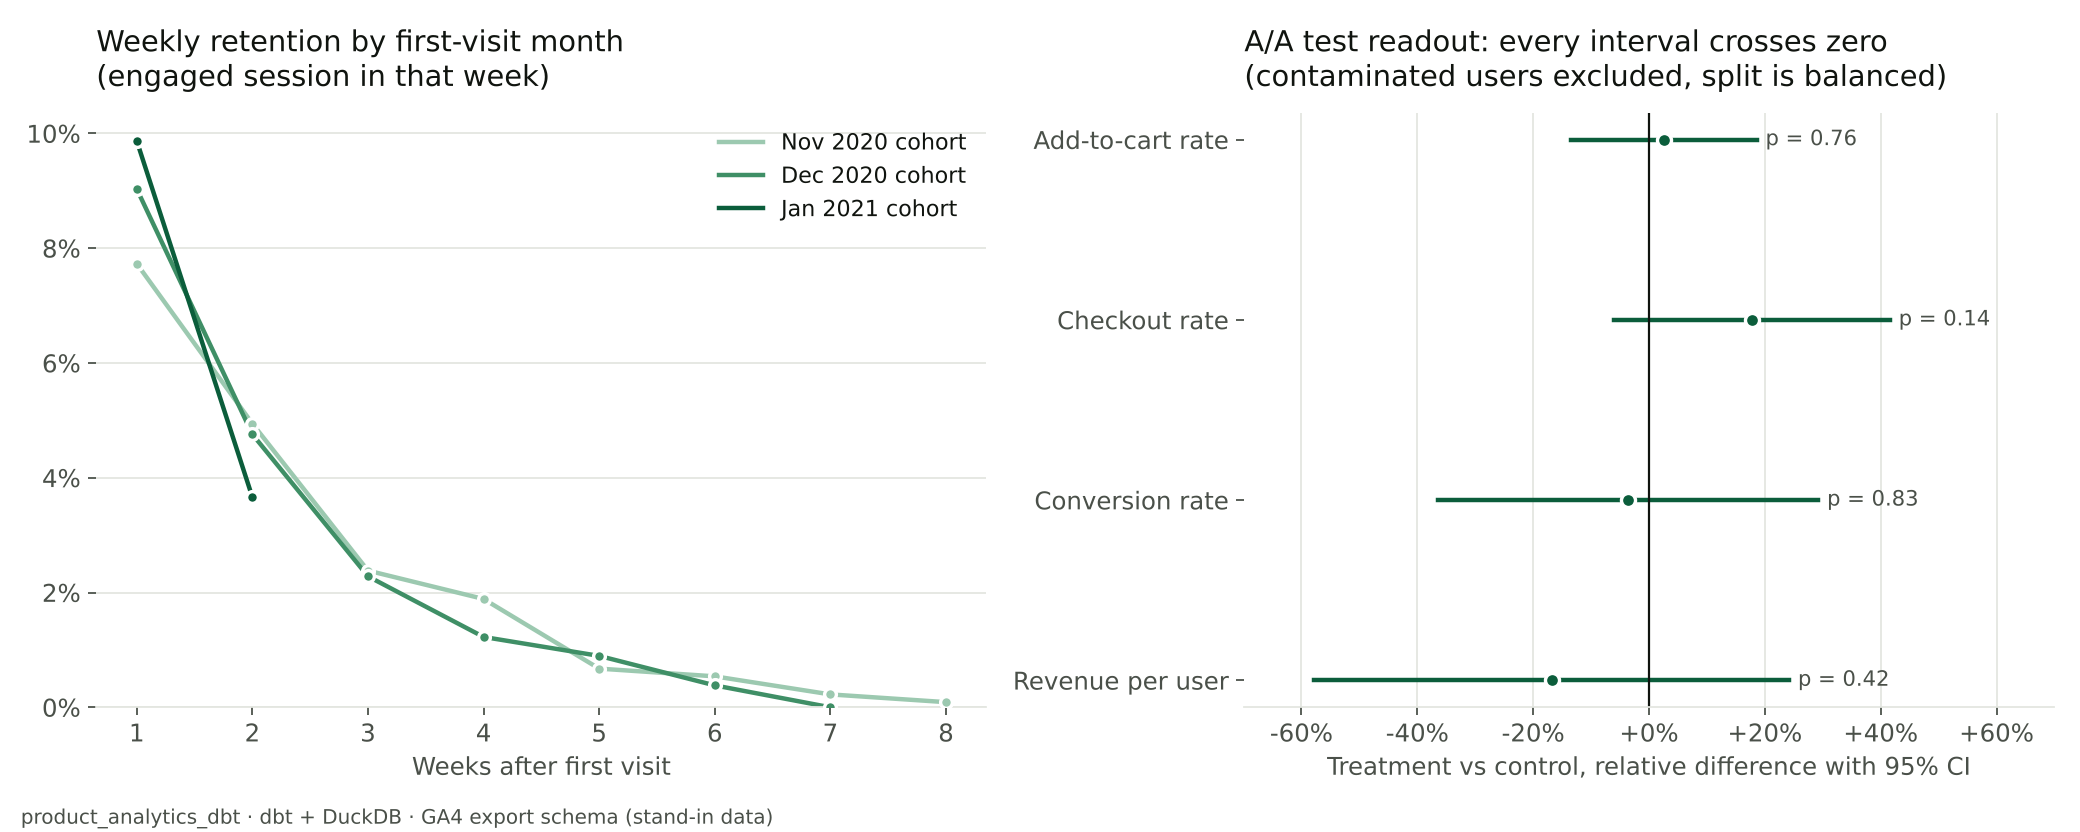 Weekly retention by first-visit month
(engaged session in that week)
10%
8%
6%
4%
2%
0%
Nov 2020 cohort
Dec 2020 cohort
Jan 2021 cohort
1 2 3 4 5 6 7 8
Weeks after first visit
A/A test readout: every interval crosses zero
(contaminated users excluded, split is balanced)
Add-to-cart rate
p = 0.76
Checkout rate
p = 0.14
Conversion rate
p = 0.83
Revenue per user
p = 0.42
-60% -40% -20% +0% +20% +40% +60%
Treatment vs control, relative difference with 95% CI
product_analytics_dbt · dbt + DuckDB · GA4 export schema (stand-in data)